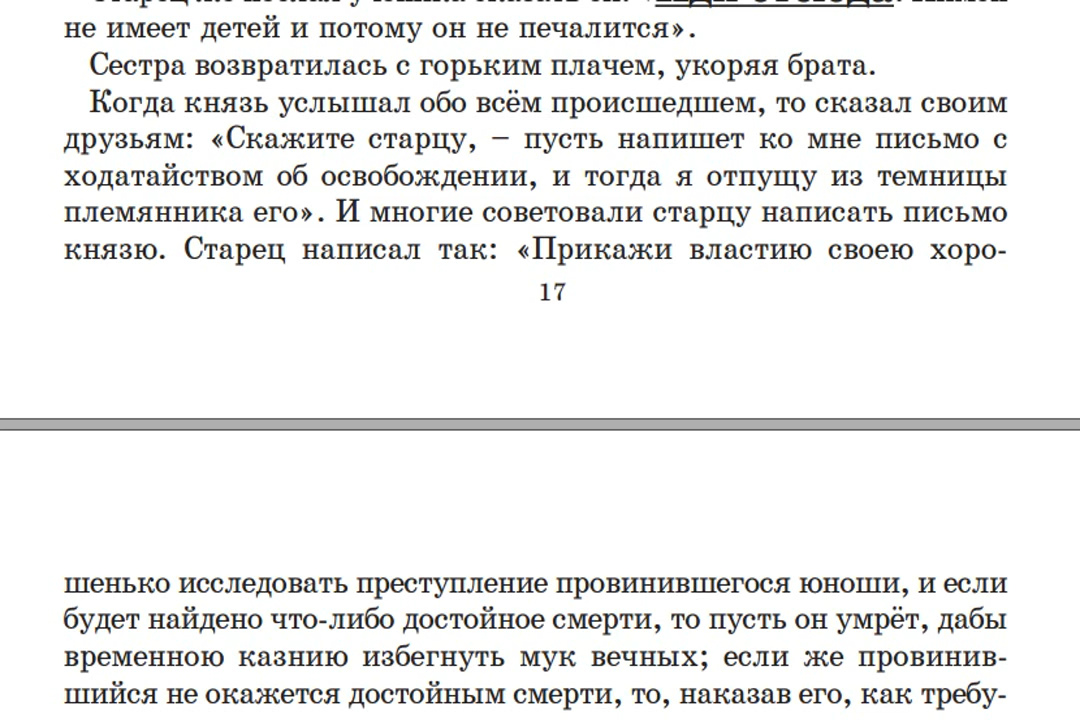 не имеет детей и потому он не печалится».
Сестра возвратилась с горьким плачем, укоряя брата.
Когда князь услышал обо всём происшедшем, то сказал своим
друзьям: «Скажите старцу, – пусть напишет ко мне письмо с
ходатайством об освобождении, и тогда я отпущу из темницы
племянника его». И многие советовали старцу написать письмо
князю. Старец написал так: «Прикажи властию своею хоро-
17
шенько исследовать преступление провинившегося юноши, и если
будет найдено что-либо достойное смерти, то пусть он умрёт, дабы
временною казнию избегнуть мук вечных; если же провинив-
шийся не окажется достойным смерти, то, наказав его, как требу-